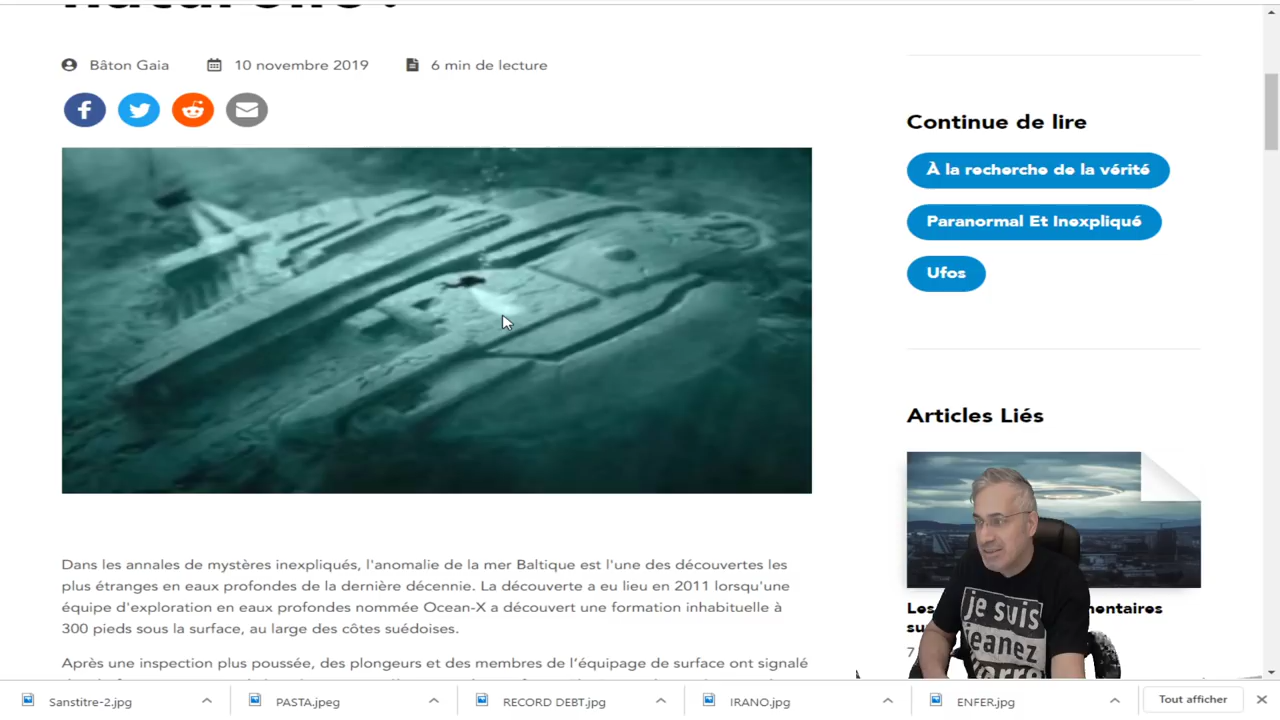 Bâton Gaia
10 novembre 2019
6 min de lecture
Continue de lire
À la recherche de la vérité
Paranormal Et Inexpliqué
Ufos
Articles Liés
Dans les annales de mystères inexpliqués, l'anomalie de la mer Baltique est l'une des découvertes les
plus étranges en eaux profondes de la dernière décennie. La découverte a eu lieu en 2011 lorsqu'une
équipe d'exploration en eaux profondes nommée Ocean-X a découvert une formation inhabituelle à
300 pieds sous la surface, au large des côtes suédoises.
Après une inspection plus poussée, des plongeurs et des membres de l'équipage de surface ont signalé
Les
je suis
jeanez
Sanstitre-2.jpg
PASTA.jpeg
RECORD DEBT.jpg
IRANO.jpg
ENFER.jpg
Tout afficher